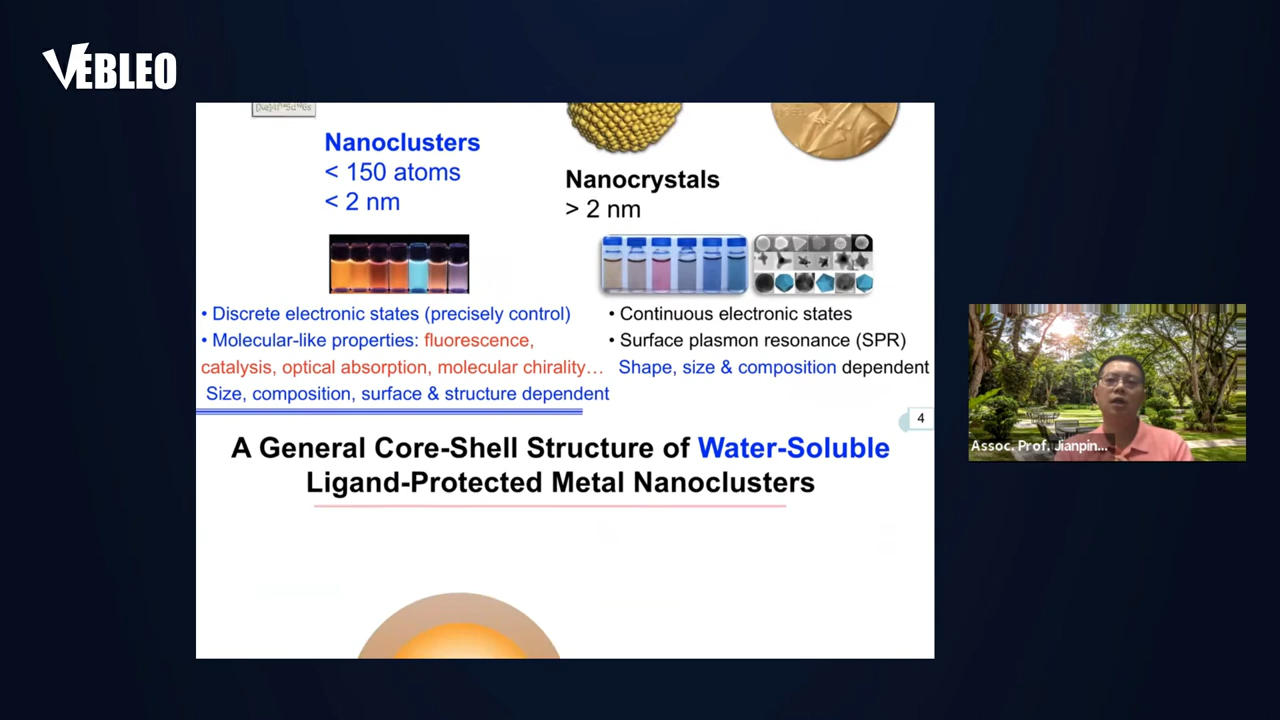 VEBLEO
Nanoclusters
< 150 atoms
< 2 nm
Nanocrystals
> 2 nm
• Discrete electronic states (precisely control)
• Molecular-like properties: fluorescence,
catalysis, optical absorption, molecular chirality…
Size, composition, surface & structure dependent
• Continuous electronic states
• Surface plasmon resonance (SPR)
Shape, size & composition dependent
4
A General Core-Shell Structure of Water-Soluble
Ligand-Protected Metal Nanoclusters
Assoc. Prof. Jianpin...